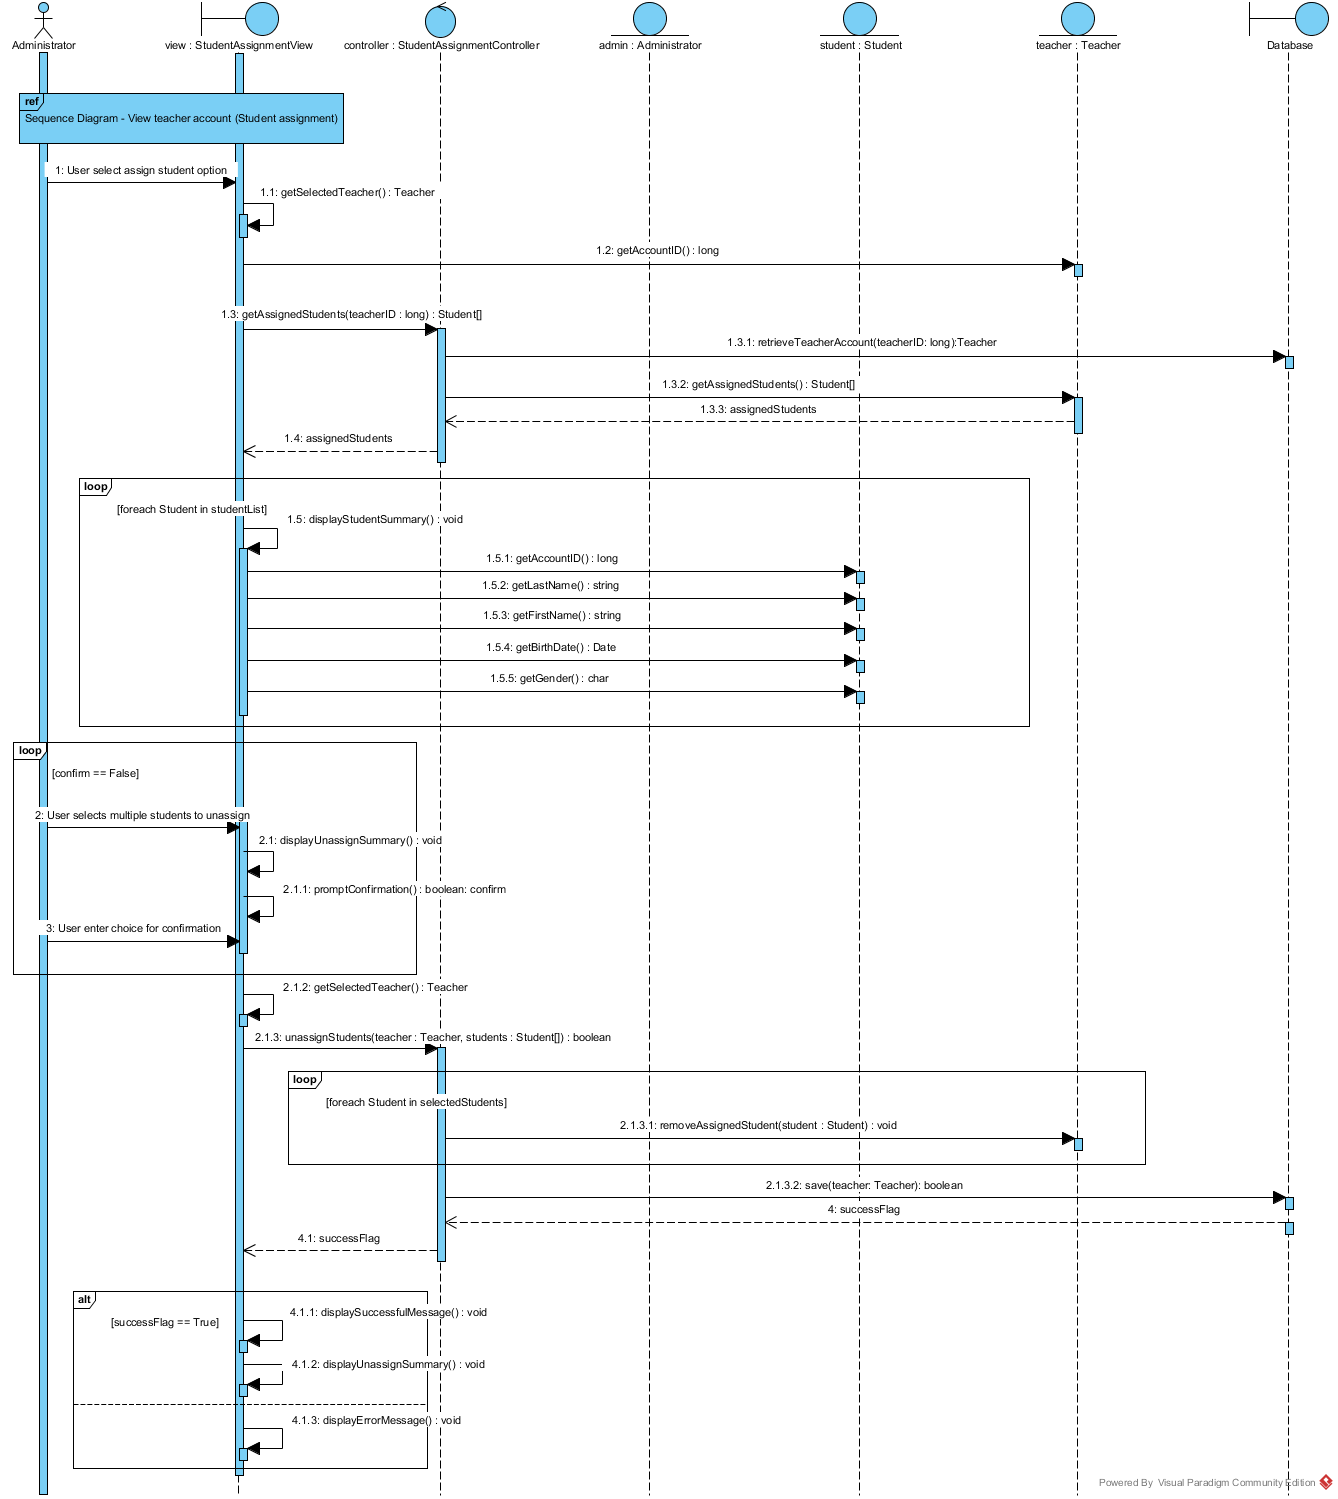 Administrator
view : StudentAssignmentView
controller : StudentAssignmentController
admin : Administrator
student : Student
teacher : Teacher
Database
ref
Sequence Diagram - View teacher account (Student assignment)
1: User select assign student option
1.1: getSelectedTeacher() : Teacher
1.2: getAccountID() : long
1.3: getAssignedStudents(teacherID : long) : Student[]
1.3.1: retrieveTeacherAccount(teacherID: long):Teacher
1.3.2: getAssignedStudents() : Student[]
1.3.3: assignedStudents
1.4: assignedStudents
loop
[foreach Student in studentList]
1.5: displayStudentSummary() : void
1.5.1: getAccountID() : long
1.5.2: getLastName() : string
1.5.3: getFirstName() : string
1.5.4: getBirthDate() : Date
1.5.5: getGender() : char
loop
[confirm == False]
2: User selects multiple students to unassign
2.1: displayUnassignSummary() : void
2.1.1: promptConfirmation() : boolean: confirm
3: User enter choice for confirmation
2.1.2: getSelectedTeacher() : Teacher
2.1.3: unassignStudents(teacher : Teacher, students : Student[]) : boolean
loop
[foreach Student in selectedStudents]
2.1.3.1: removeAssignedStudent(student : Student) : void
2.1.3.2: save(teacher: Teacher): boolean
4: successFlag
4.1: successFlag
alt
[successFlag == True]
4.1.1: displaySuccessfulMessage() : void
4.1.2: displayUnassignSummary() : void
4.1.3: displayErrorMessage() : void
Powered By Visual Paradigm Community Edition